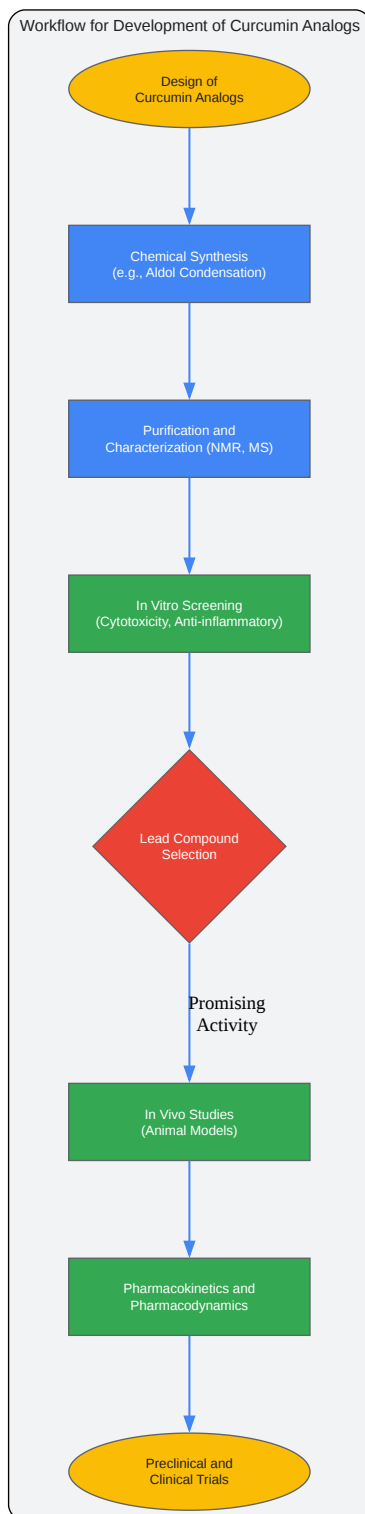 Workflow for Development of Curcumin Analogs
Design of
Curcumin Analogs
Chemical Synthesis
(e.g., Aldol Condensation)
Purification and
Characterization (NMR, MS)
In Vitro Screening
(Cytotoxicity, Anti-inflammatory)
Lead Compound
Selection
Promising
Activity
In Vivo Studies
(Animal Models)
Pharmacokinetics and
Pharmacodynamics
Preclinical and
Clinical Trials